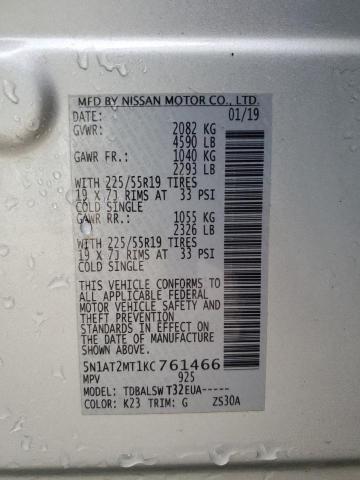 MFD BY NISSAN MOTOR CO., LTD.
DATE: 01/19
GVWR: 2082 KG
4590 LB
GAWR FR.: 1040 KG
2293 LB
WITH 225/55R19 TIRES
19 X 7J RIMS AT 33 PSI
COLD SINGLE
GAWR RR.: 1055 KG
2326 LB
WITH 225/55R19 TIRES
19 X 7J RIMS AT 33 PSI
COLD SINGLE
THIS VEHICLE CONFORMS TO
ALL APPLICABLE FEDERAL
MOTOR VEHICLE SAFETY
STANDARDS IN EFFECT ON
THE DATE OF MANUFACTURE
SHOWN ABOVE.
5N1AT2MT1KC761466
MPV 925
MODEL: TDBALSW T32EUA-----
COLOR: K23 TRIM: G ZS30A